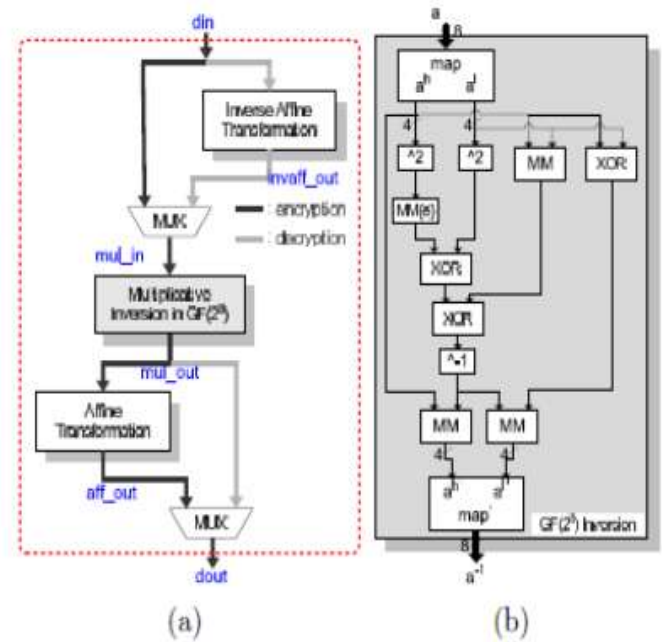 din
Inverse Affine
Transformation
invaff_out
: encryption
: decryption
MUX
mul_in
Multiplicative
Inversion in GF(2⁸)
mul_out
Affine
Transformation
aff_out
MUX
dout
(a)
a
8
map
aʰ aˡ
4 4
^2 ^2 MM XOR
MM{e}
XOR
XOR
^-1
MM MM
4 4
aʰ
map'
GF(2⁸) Inversion
8
a⁻¹
(b)